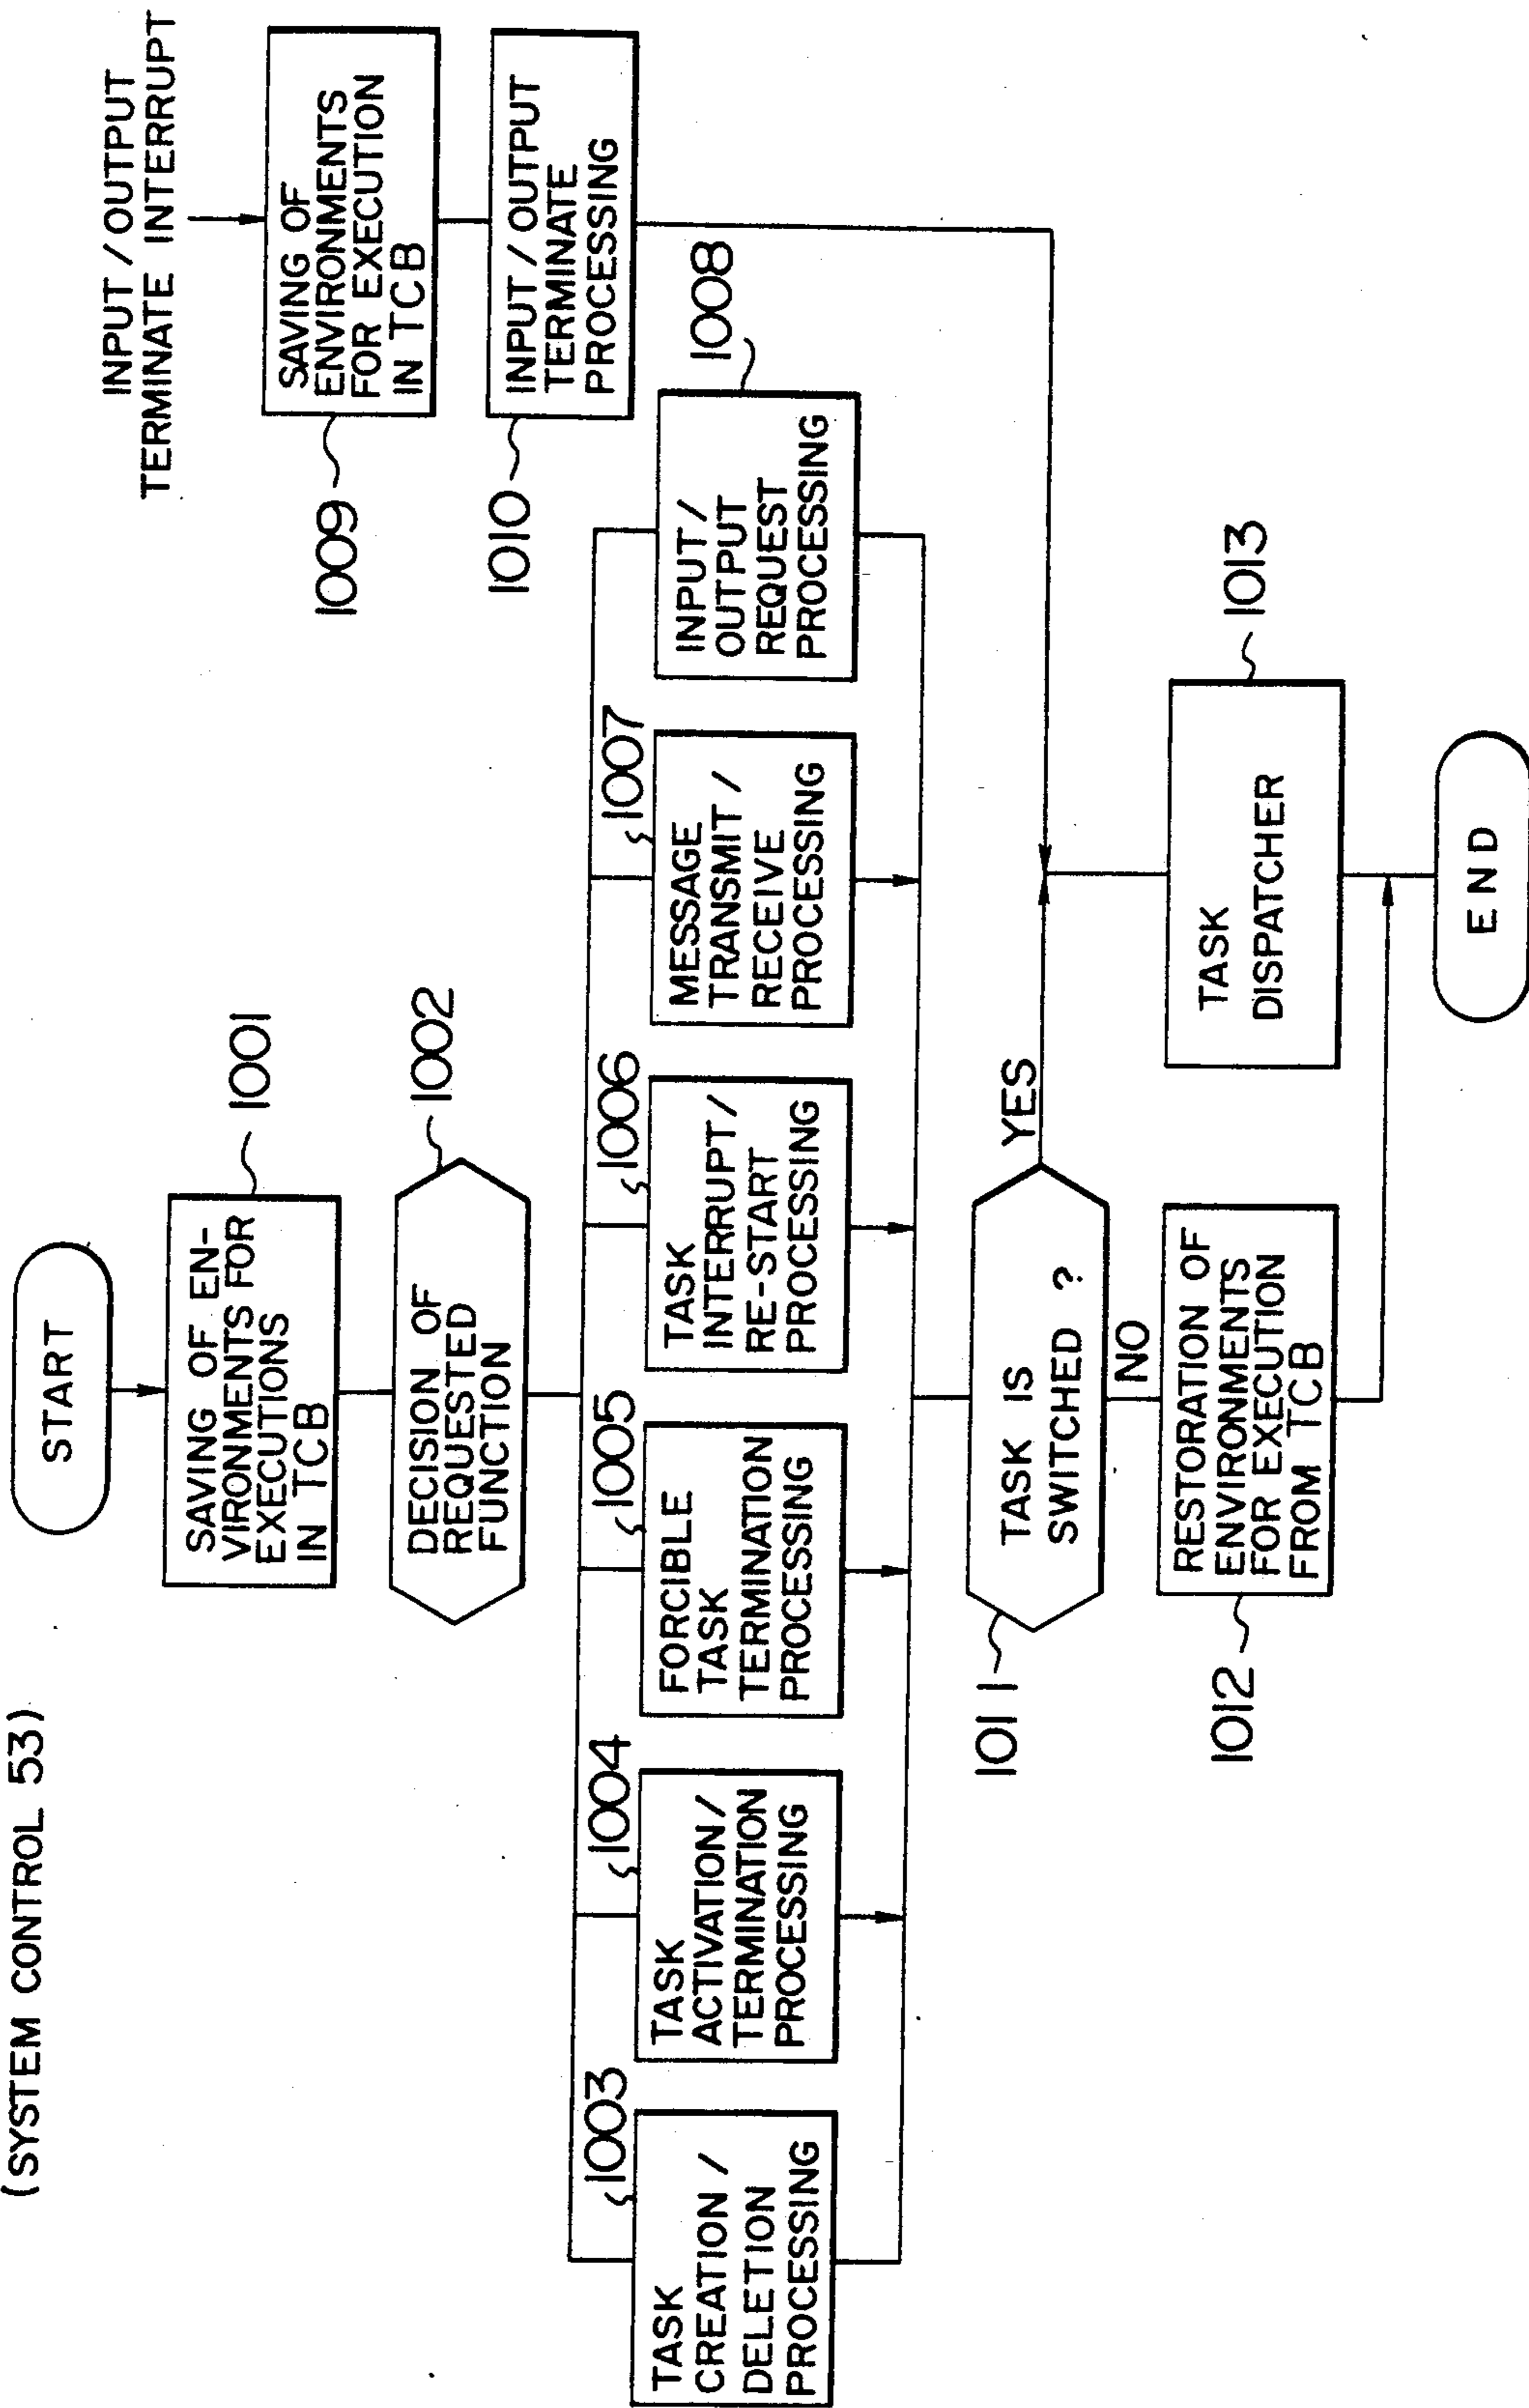 (SYSTEM CONTROL 53)
START
SAVING OF EN-
VIRONMENTS FOR
EXECUTIONS
IN TCB
1001
DECISION OF
REQUESTED
FUNCTION
1002
1003
TASK
CREATION /
DELETION
PROCESSING
1004
TASK
ACTIVATION /
TERMINATION
PROCESSING
1005
FORCIBLE
TASK
TERMINATION
PROCESSING
1006
TASK
INTERRUPT/
RE-START
PROCESSING
1007
MESSAGE
TRANSMIT /
RECEIVE
PROCESSING
1008
INPUT/
OUTPUT
REQUEST
PROCESSING
INPUT / OUTPUT
TERMINATE INTERRUPT
1009
SAVING OF
ENVIRONMENTS
FOR EXECUTION
IN TCB
1010
INPUT / OUTPUT
TERMINATE
PROCESSING
1011
TASK IS
SWITCHED ?
YES
NO
1012
RESTORATION OF
ENVIRONMENTS
FOR EXECUTION
FROM TCB
1013
TASK
DISPATCHER
END